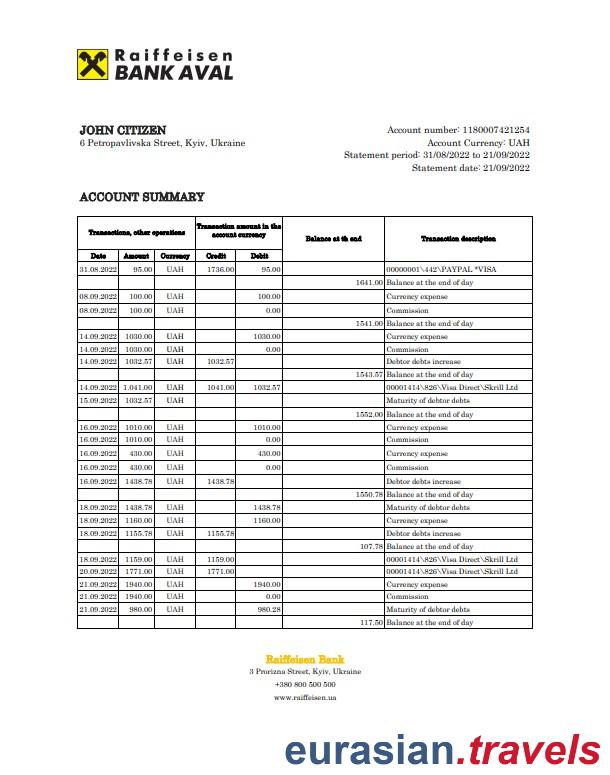 Raiffeisen
BANK AVAL
JOHN CITIZEN
6 Petropavlivska Street, Kyiv, Ukraine
Account number: 1180007421254
Account Currency: UAH
Statement period: 31/08/2022 to 21/09/2022
Statement date: 21/09/2022
ACCOUNT SUMMARY
Transactions, other operations Transaction amount in the account currency Balance at th end Transaction description
Date Amount Currency Credit Debit
31.08.2022 95.00 UAH 1736.00 95.00 00000001\442\PAYPAL *VISA
1641.00 Balance at the end of day
08.09.2022 100.00 UAH 100.00 Currency expense
08.09.2022 100.00 UAH 0.00 Commission
1541.00 Balance at the end of day
14.09.2022 1030.00 UAH 1030.00 Currency expense
14.09.2022 1030.00 UAH 0.00 Commission
14.09.2022 1032.57 UAH 1032.57 Debtor debts increase
1543.57 Balance at the end of day
14.09.2022 1.041.00 UAH 1041.00 1032.57 00001414\826\Visa Direct\Skrill Ltd
15.09.2022 1032.57 UAH Maturity of debtor debts
1552.00 Balance at the end of day
16.09.2022 1010.00 UAH 1010.00 Currency expense
16.09.2022 1010.00 UAH 0.00 Commission
16.09.2022 430.00 UAH 430.00 Currency expense
16.09.2022 430.00 UAH 0.00 Commission
16.09.2022 1438.78 UAH 1438.78 Debtor debts increase
1550.78 Balance at the end of day
18.09.2022 1438.78 UAH 1438.78 Maturity of debtor debts
18.09.2022 1160.00 UAH 1160.00 Currency expense
18.09.2022 1155.78 UAH 1155.78 Debtor debts increase
107.78 Balance at the end of day
18.09.2022 1159.00 UAH 1159.00 00001414\826\Visa Direct\Skrill Ltd
20.09.2022 1771.00 UAH 1771.00 00001414\826\Visa Direct\Skrill Ltd
21.09.2022 1940.00 UAH 1940.00 Currency expense
21.09.2022 1940.00 UAH 0.00 Commission
21.09.2022 980.00 UAH 980.28 Maturity of debtor debts
117.50 Balance at the end of day
Raiffeisen Bank
3 Prorizna Street, Kyiv, Ukraine
+380 800 500 500
www.raiffeisen.ua
eurasian.travels